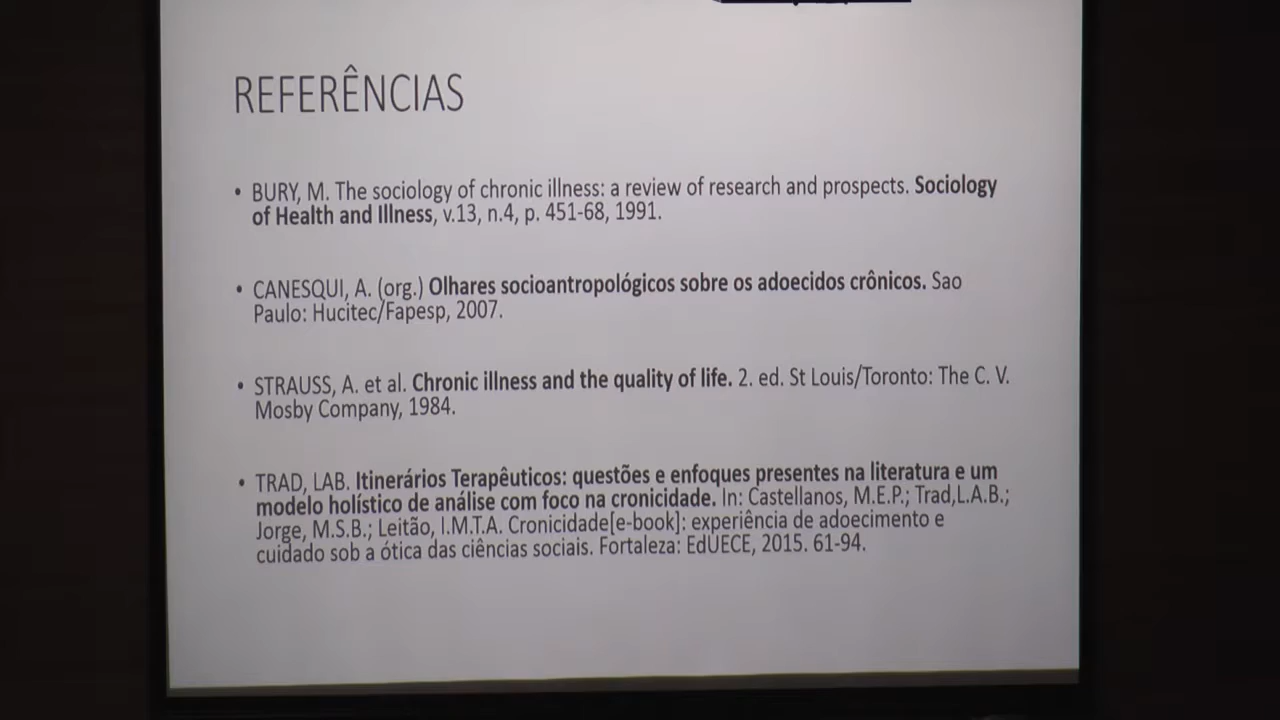 REFERÊNCIAS
• BURY, M. The sociology of chronic illness: a review of research and prospects. Sociology
of Health and Illness, v.13, n.4, p. 451-68, 1991.
• CANESQUI, A. (org.) Olhares socioantropológicos sobre os adoecidos crônicos. Sao
Paulo: Hucitec/Fapesp, 2007.
• STRAUSS, A. et al. Chronic illness and the quality of life. 2. ed. St Louis/Toronto: The C. V.
Mosby Company, 1984.
• TRAD, LAB. Itinerários Terapêuticos: questões e enfoques presentes na literatura e um
modelo holístico de análise com foco na cronicidade. In: Castellanos, M.E.P.; Trad,L.A.B.;
Jorge, M.S.B.; Leitão, I.M.T.A. Cronicidade[e-book]: experiência de adoecimento e
cuidado sob a ótica das ciências sociais. Fortaleza: EdUECE, 2015. 61-94.